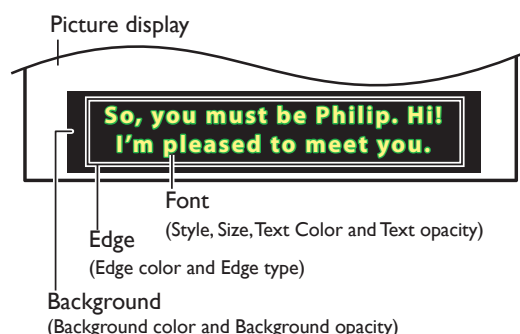 Picture display
So, you must be Philip. Hi!
I'm pleased to meet you.
Font
(Style, Size, Text Color and Text opacity)
Edge
(Edge color and Edge type)
Background
(Background color and Background opacity)